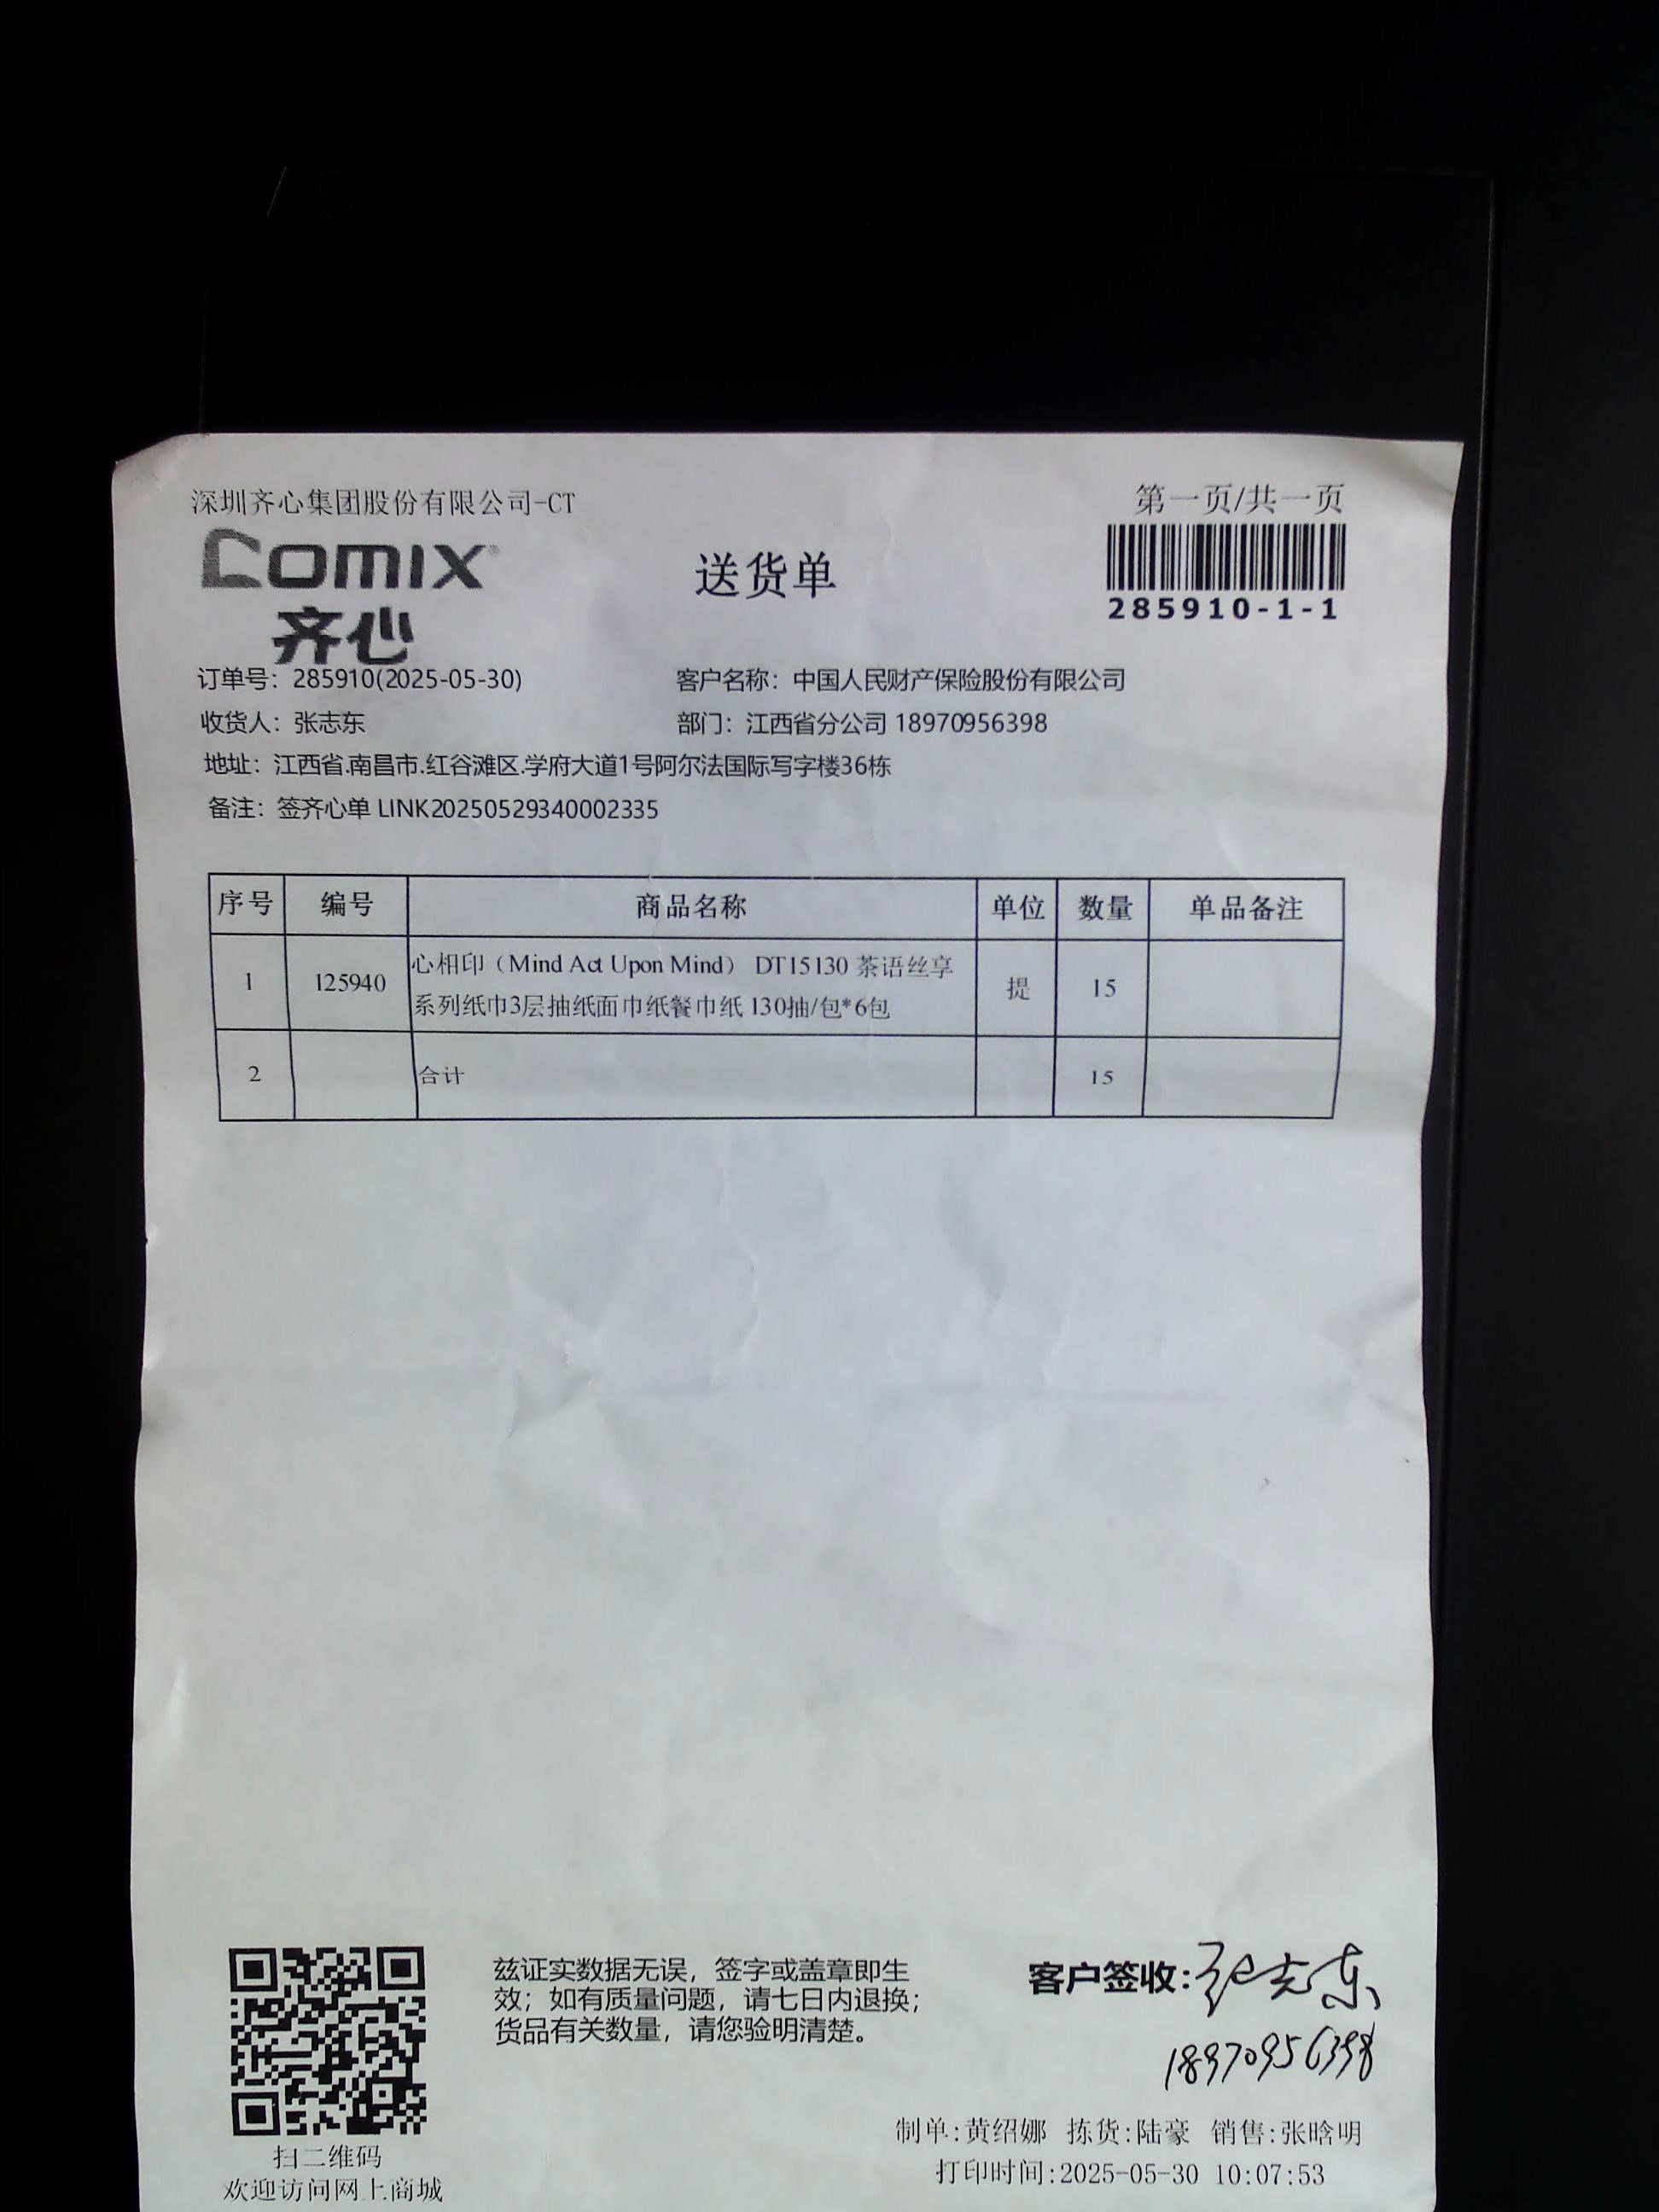 深圳齐心集团股份有限公司-CT
第一页/共一页
Comix
齐心
送货单
285910-1-1
订单号：285910(2025-05-30)
客户名称：中国人民财产保险股份有限公司
收货人：张志东
部门：江西省分公司 18970956398
地址：江西省.南昌市.红谷滩区.学府大道1号阿尔法国际写字楼36栋
备注：签齐心单 LINK20250529340002335
序号 编号 商品名称 单位 数量 单品备注
1 125940 心相印（Mind Act Upon Mind） DT15130 茶语丝享
系列纸巾3层抽纸面巾纸餐巾纸 130抽/包*6包 提 15
2 合计 15
兹证实数据无误，签字或盖章即生
效；如有质量问题，请七日内退换；
货品有关数量，请您验明清楚。
客户签收：张志东
18970956398
扫二维码
欢迎访问网上商城
制单:黄绍娜 拣货:陆豪 销售:张晗明
打印时间:2025-05-30 10:07:53